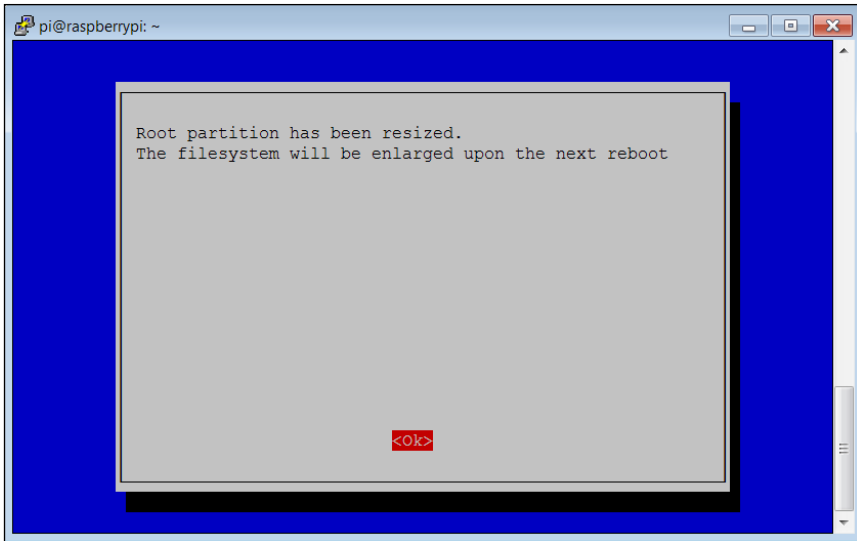 pi@raspberrypi: ~
Root partition has been resized.
The filesystem will be enlarged upon the next reboot
<Ok>